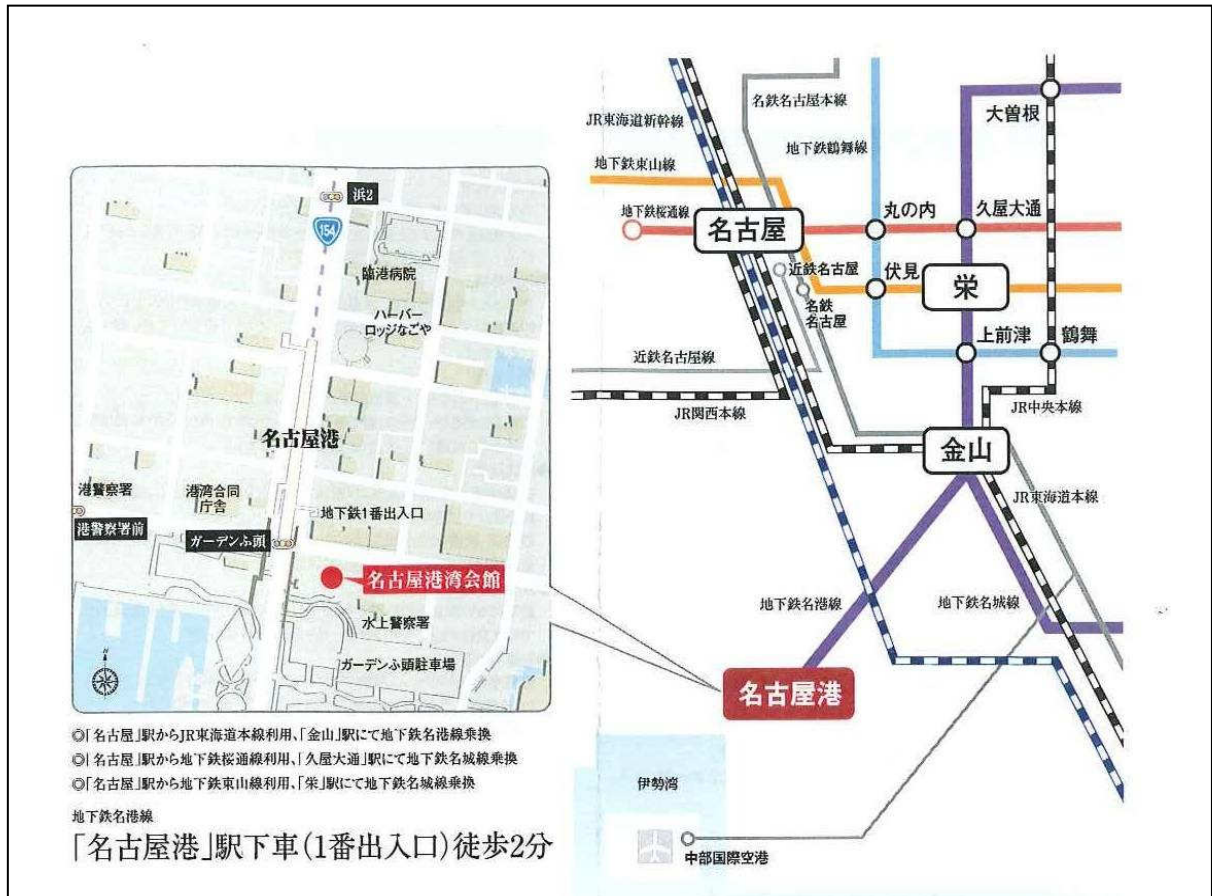 浜2
154
臨港病院
ハーバー
ロッジなごや
名古屋港
港警察署
港湾合同
庁舎
地下鉄1番出入口
港警察署前
ガーデンふ頭
名古屋港湾会館
水上警察署
ガーデンふ頭駐車場
N
◎「名古屋」駅からJR東海道本線利用、「金山」駅にて地下鉄名港線乗換
◎「名古屋」駅から地下鉄桜通線利用、「久屋大通」駅にて地下鉄名城線乗換
◎「名古屋」駅から地下鉄東山線利用、「栄」駅にて地下鉄名城線乗換
地下鉄名港線
「名古屋港」駅下車(1番出入口)徒歩2分
名鉄名古屋本線
JR東海道新幹線
地下鉄鶴舞線
大曽根
地下鉄東山線
地下鉄桜通線
名古屋
丸の内
久屋大通
近鉄名古屋
伏見
栄
名鉄
名古屋
近鉄名古屋線
上前津
鶴舞
JR関西本線
JR中央本線
金山
JR東海道本線
地下鉄名港線
地下鉄名城線
名古屋港
伊勢湾
中部国際空港